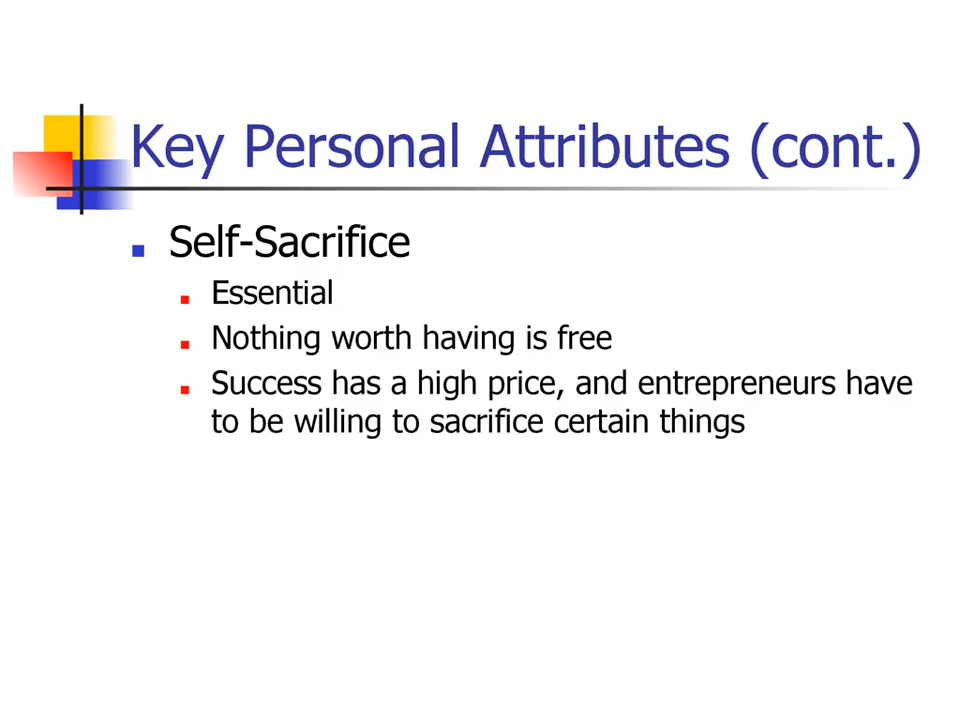 Key Personal Attributes (cont.)
Self-Sacrifice
Essential
Nothing worth having is free
Success has a high price, and entrepreneurs have
to be willing to sacrifice certain things